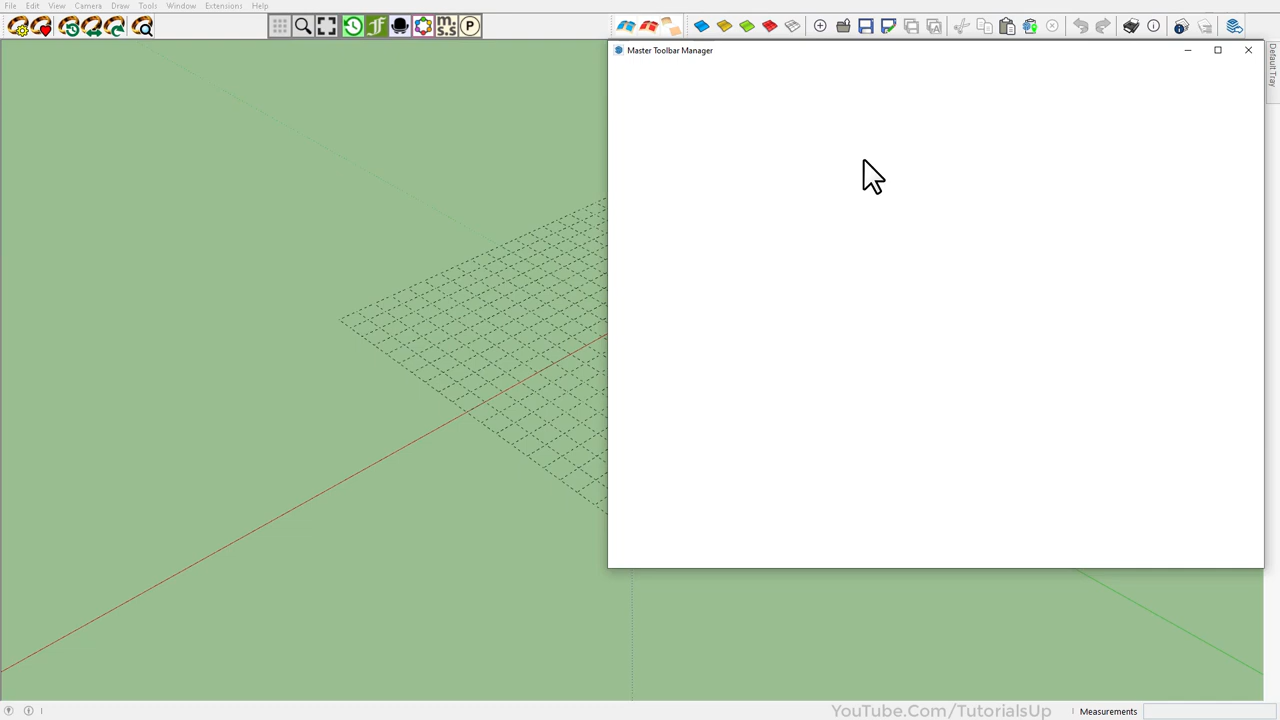 File Edit View Camera Draw Tools Window Extensions Help
m:s s:s P
Master Toolbar Manager
Default Tray
YouTube.Com/TutorialsUp
Measurements